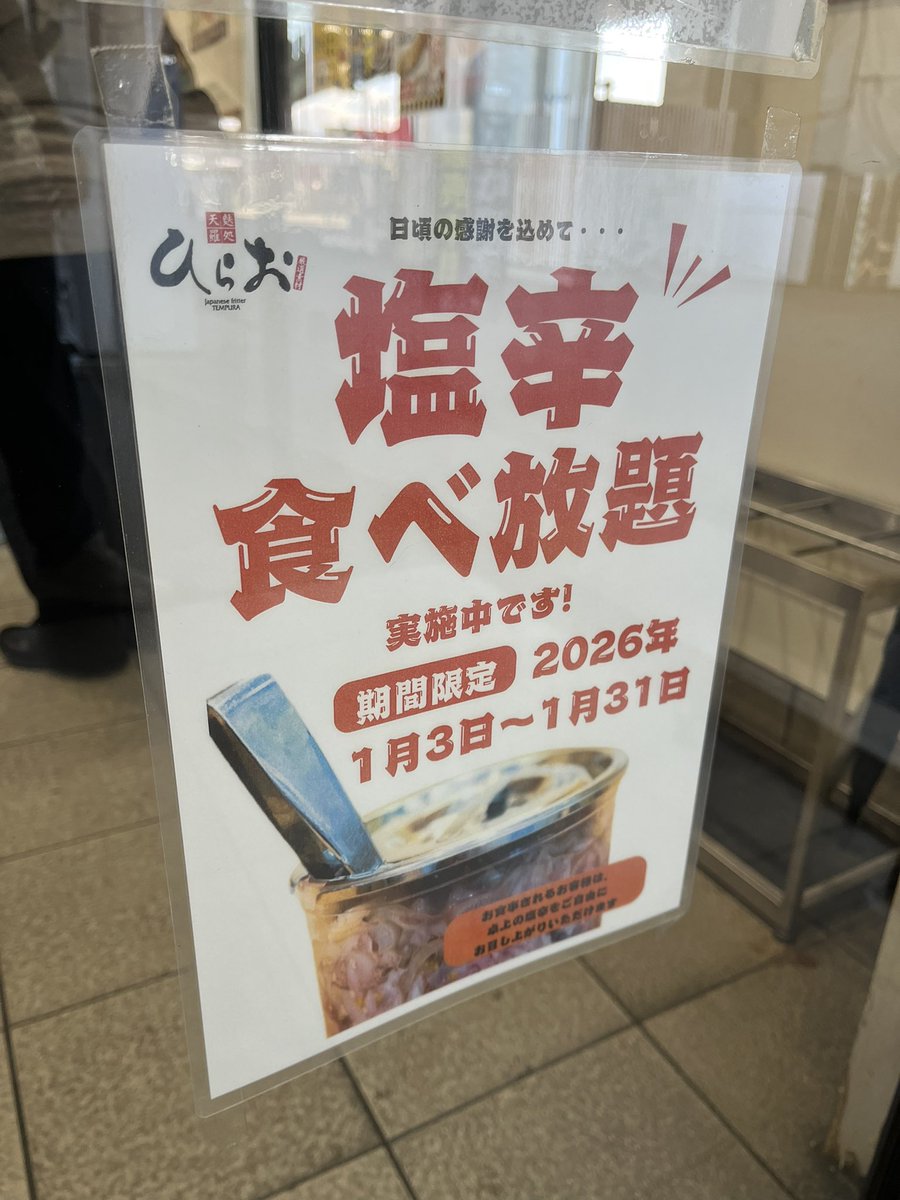 天麩羅処
ひらお
Japanese fritter
TEMPURA
日頃の感謝を込めて・・・
塩辛
食べ放題
実施中です!
期間限定
2026年
1月3日〜1月31日
お食事されるお客様は、
卓上の塩辛をご自由に
お召し上がりいただけます